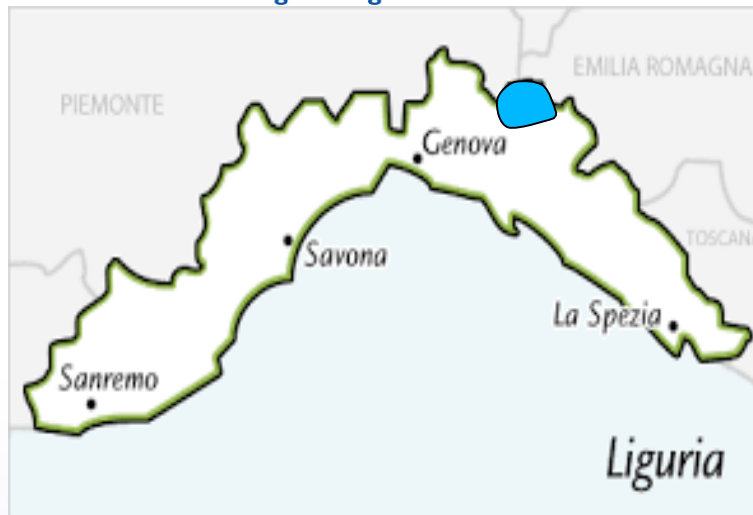 EMILIA ROMAGNA
PIEMONTE
Genova
TOSCANA
Savona
La Spezia
Sanremo
Liguria